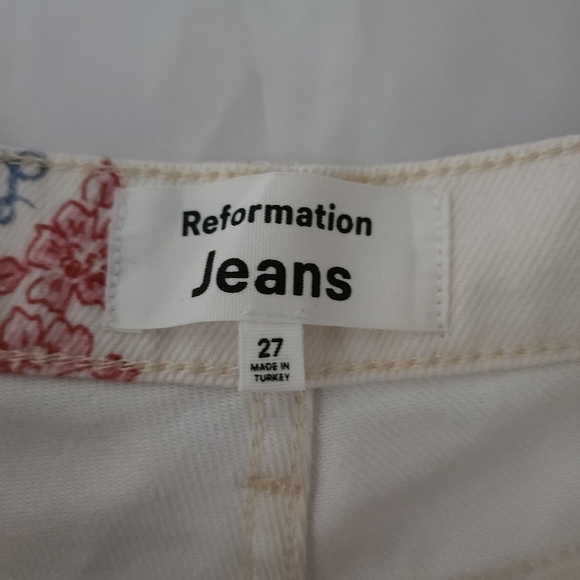 Reformation
Jeans
27
MADE IN
TURKEY